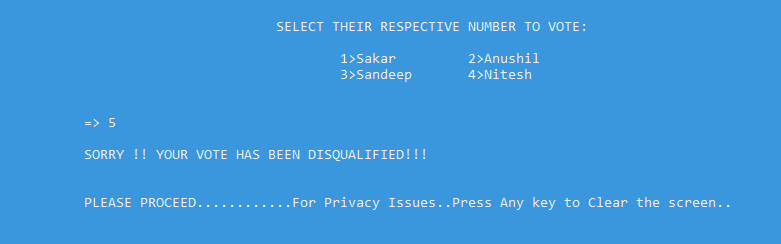 SELECT THEIR RESPECTIVE NUMBER TO VOTE:
1>Sakar 2>Anushil
3>Sandeep 4>Nitesh
=> 5
SORRY !! YOUR VOTE HAS BEEN DISQUALIFIED!!!
PLEASE PROCEED............For Privacy Issues..Press Any key to Clear the screen..